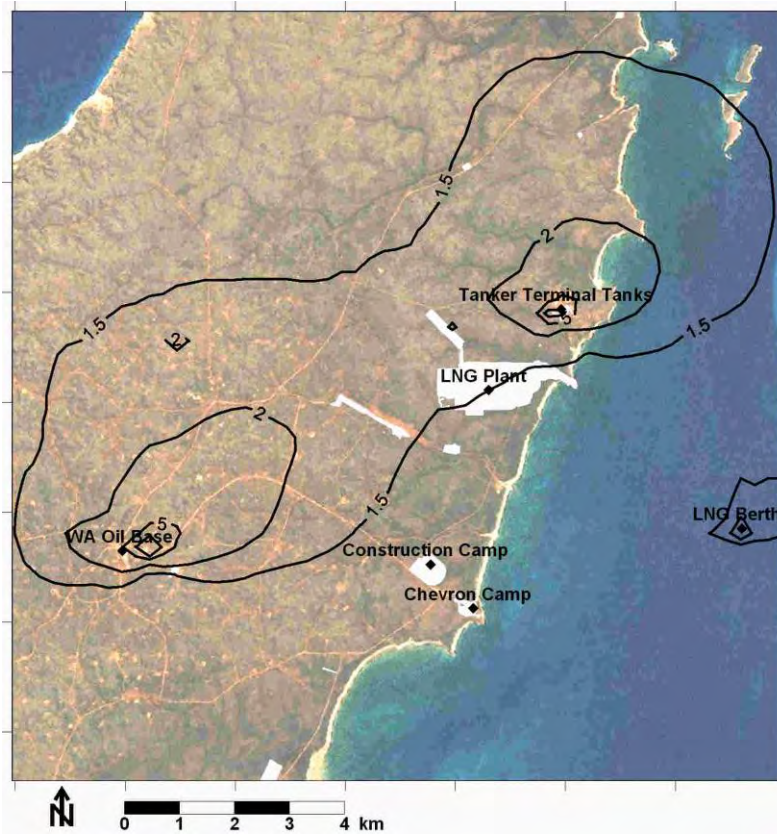 1.5
2
Tanker Terminal Tanks
5
1.5
1.5
2
LNG Plant
2
1.5
5
WA Oil Base
LNG Berth
Construction Camp
Chevron Camp
N
0 1 2 3 4 km